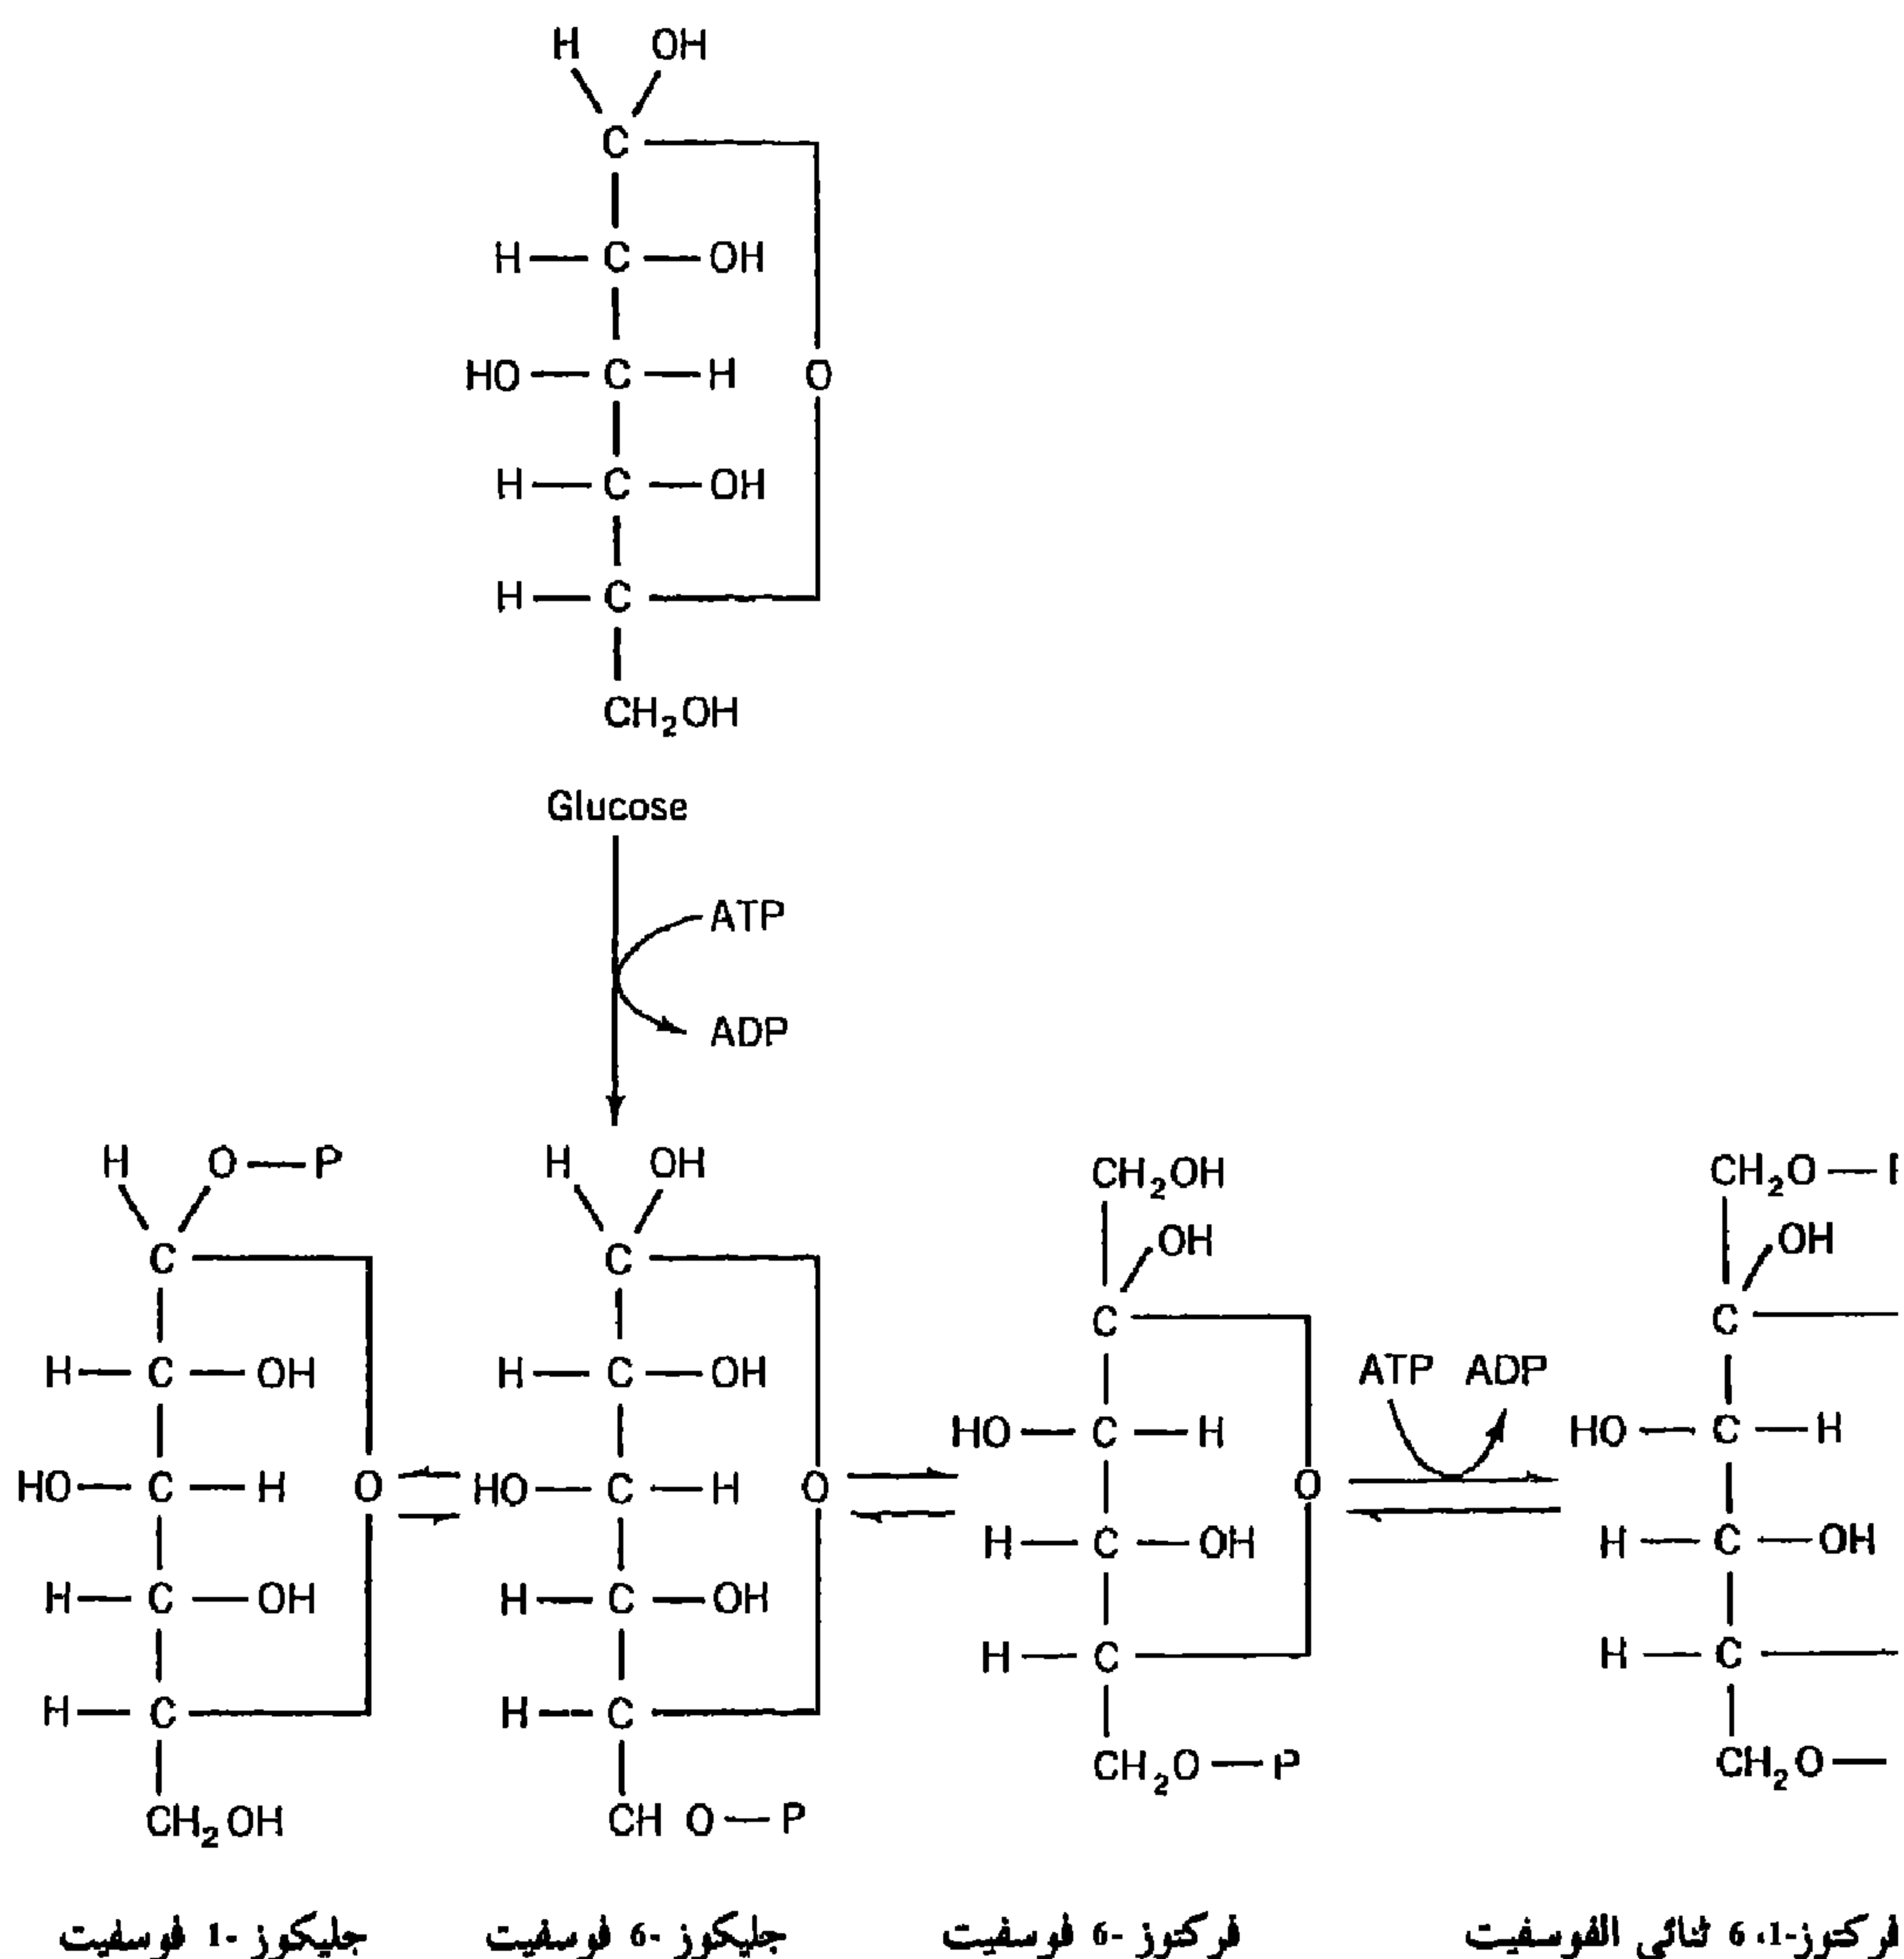 H OH
C
H — C — OH
HO — C — H O
H — C — OH
H — C
CH₂OH
Glucose
ATP
ADP
H O — P
C
H — C — OH
HO — C — H O
H — C — OH
H — C
CH₂OH
H OH
C
H — C — OH
HO — C — H O
H — C — OH
H — C
CH O — P
CH₂OH
OH
C
HO — C — H
O
H — C — OH
H — C
CH₂O — P
ATP ADP
CH₂O —
OH
C
HO — C — H
H — C — OH
H — C
CH₂O —
جليكوز -1 فوسفيت
جليكوز -6 فوسفيت
فركتوز -6 فوسفيت
فركتوز-1، 6 ثنائي الفوسفيت